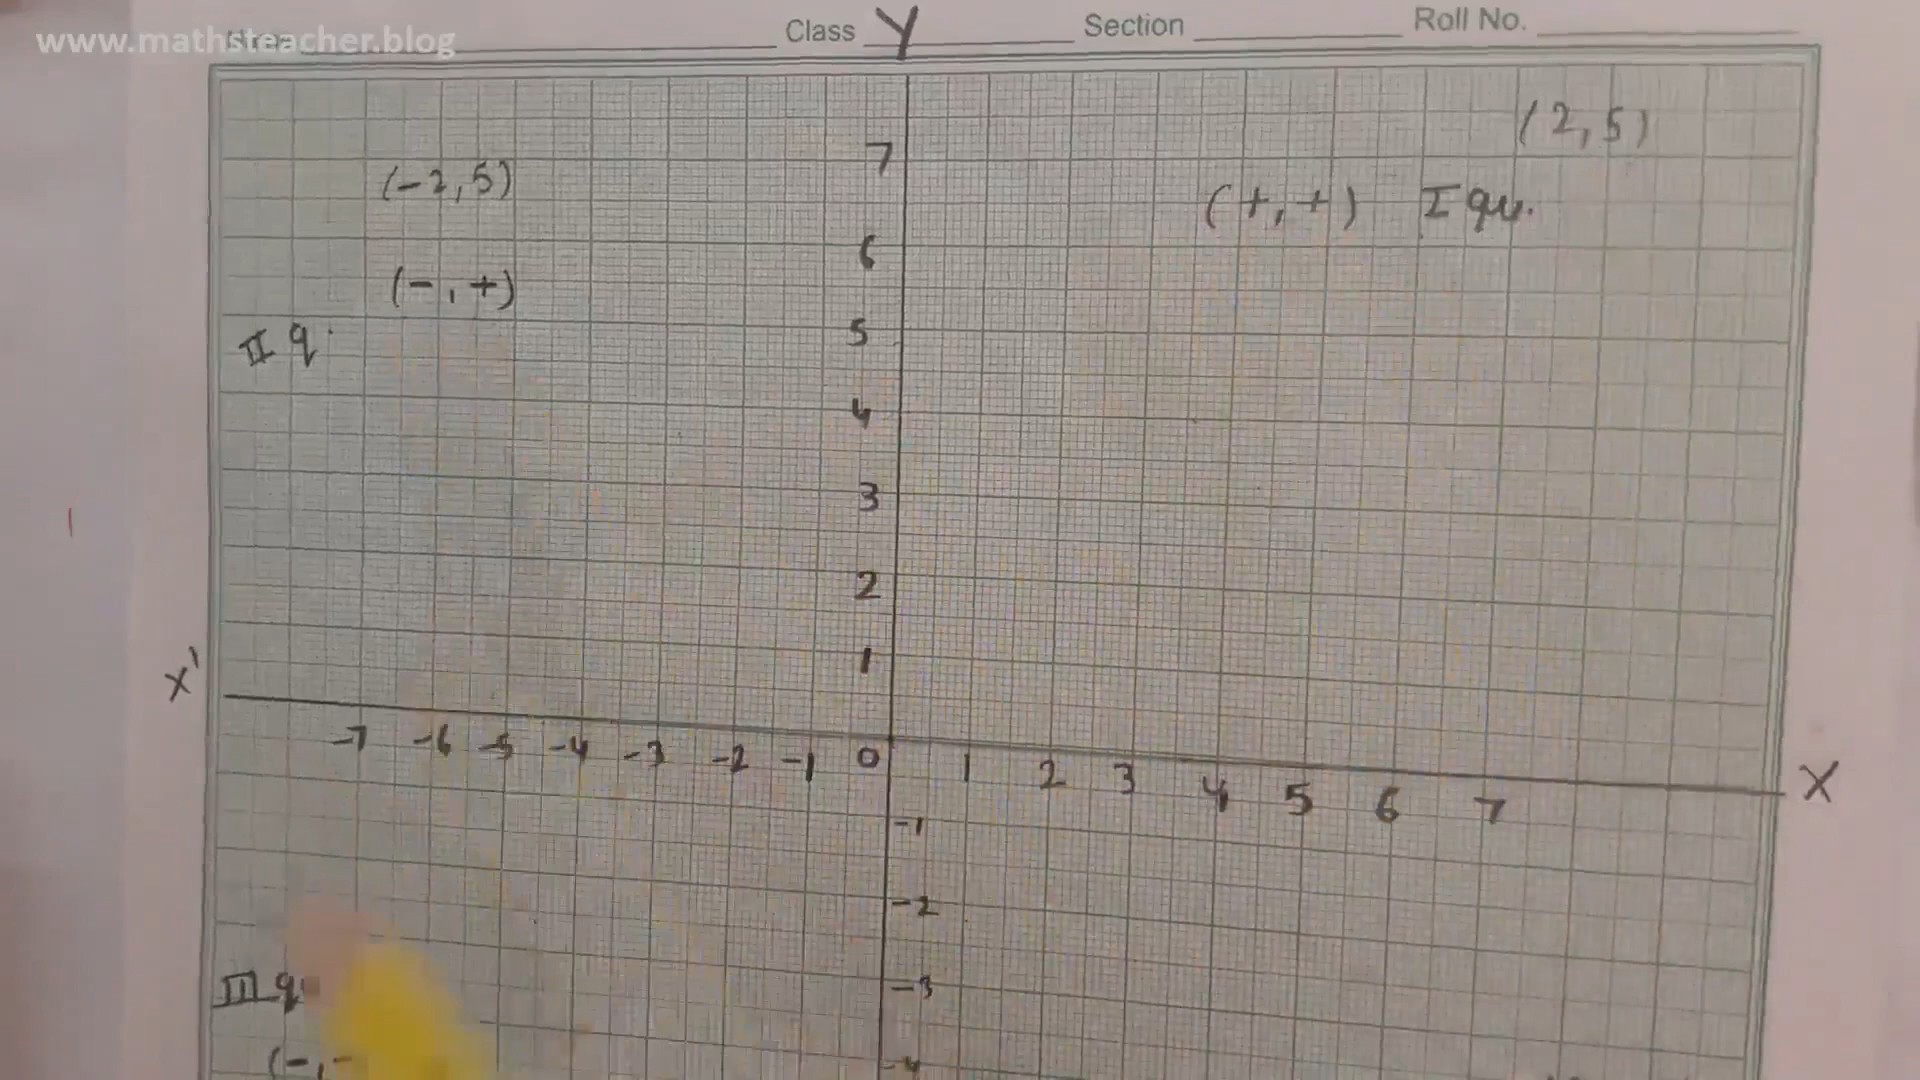 www.mathsteacher.blog
Class Y Section Roll No.
(2,5)
7
(-2,5)
(+,+) I qu.
6
(-,+)
5
II q.
4
3
2
1
X'
-7 -6 -5 -4 -3 -2 -1 0 1 2 3 4 5 6 7
X
-1
-2
III q
-3
(-,-
-4